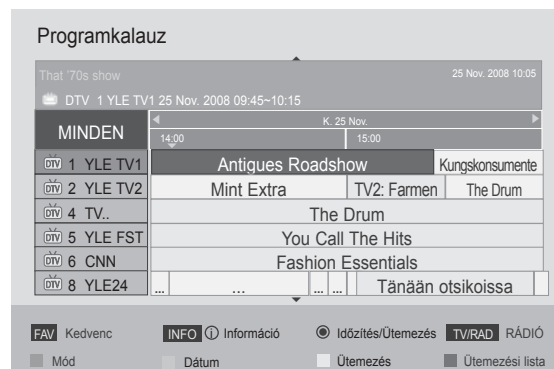 Programkalauz
That '70s show 25 Nov. 2008 10:05
DTV 1 YLE TV1 25 Nov. 2008 09:45~10:15
MINDEN K. 25 Nov.
14:00 15:00
DTV 1 YLE TV1 Antigues Roadshow Kungskonsumente
DTV 2 YLE TV2 Mint Extra TV2: Farmen The Drum
DTV 4 TV.. The Drum
DTV 5 YLE FST You Call The Hits
DTV 6 CNN Fashion Essentials
DTV 8 YLE24 ... ... ... ... Tänään otsikoissa
FAV Kedvenc INFO i Információ Időzítés/Ütemezés TV/RAD RÁDIÓ
Mód Dátum Ütemezés Ütemezési lista